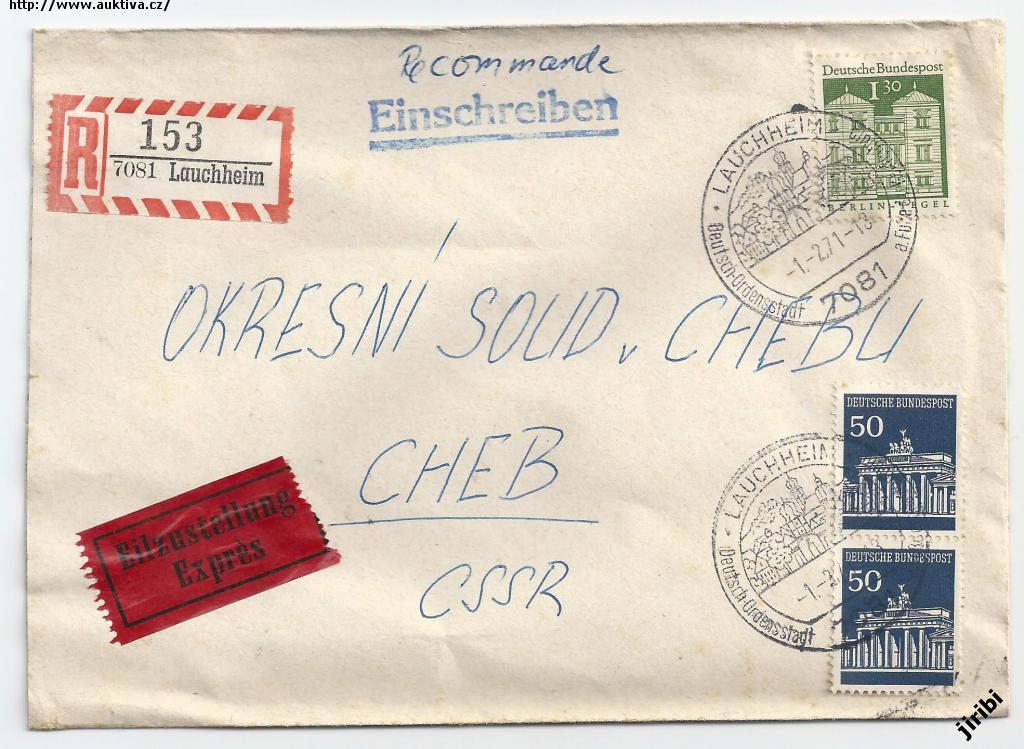 http://www.auktiva.cz/
Recommande
Einschreiben
R 153
7081 Lauchheim
Deutsche Bundespost
1 30
BERLIN-TEGEL
LAUCHHEIM
-1.-2.71-18
7081
Deutsch-Ordensstadt
OKRESNÍ SOUD v CHEBU
CHEB
CSSR
Eilzustellung
Exprès
DEUTSCHE BUNDESPOST
50
LAUCHHEIM
Deutsch-Ordensstadt
DEUTSCHE BUNDESPOST
50
jiribi